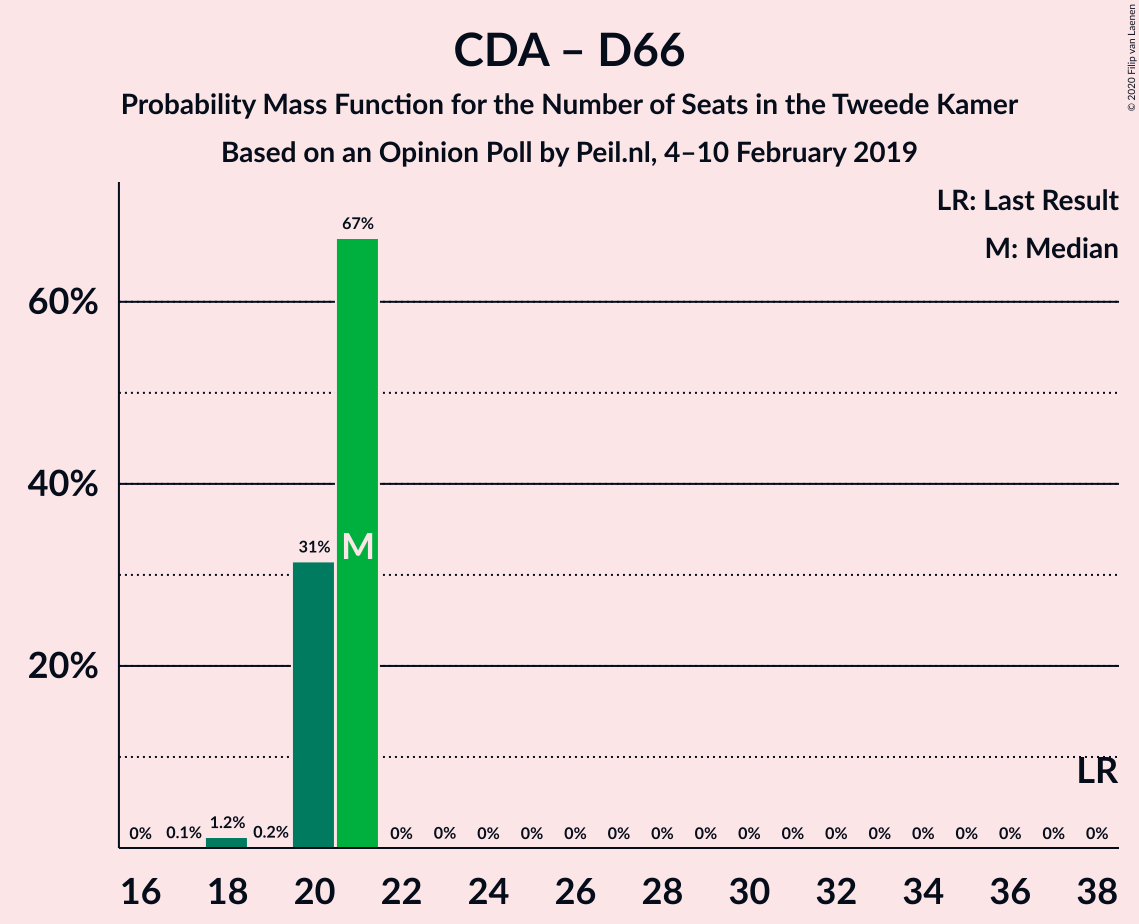 CDA – D66
Probability Mass Function for the Number of Seats in the Tweede Kamer
Based on an Opinion Poll by Peil.nl, 4–10 February 2019
© 2020 Filip van Laenen
LR: Last Result
M: Median
67%
60%
40%
31%
M
20%
LR
0% 0.1% 1.2% 0.2% 0% 0% 0% 0% 0% 0% 0% 0% 0% 0% 0% 0% 0% 0% 0% 0% 0%
16 18 20 22 24 26 28 30 32 34 36 38